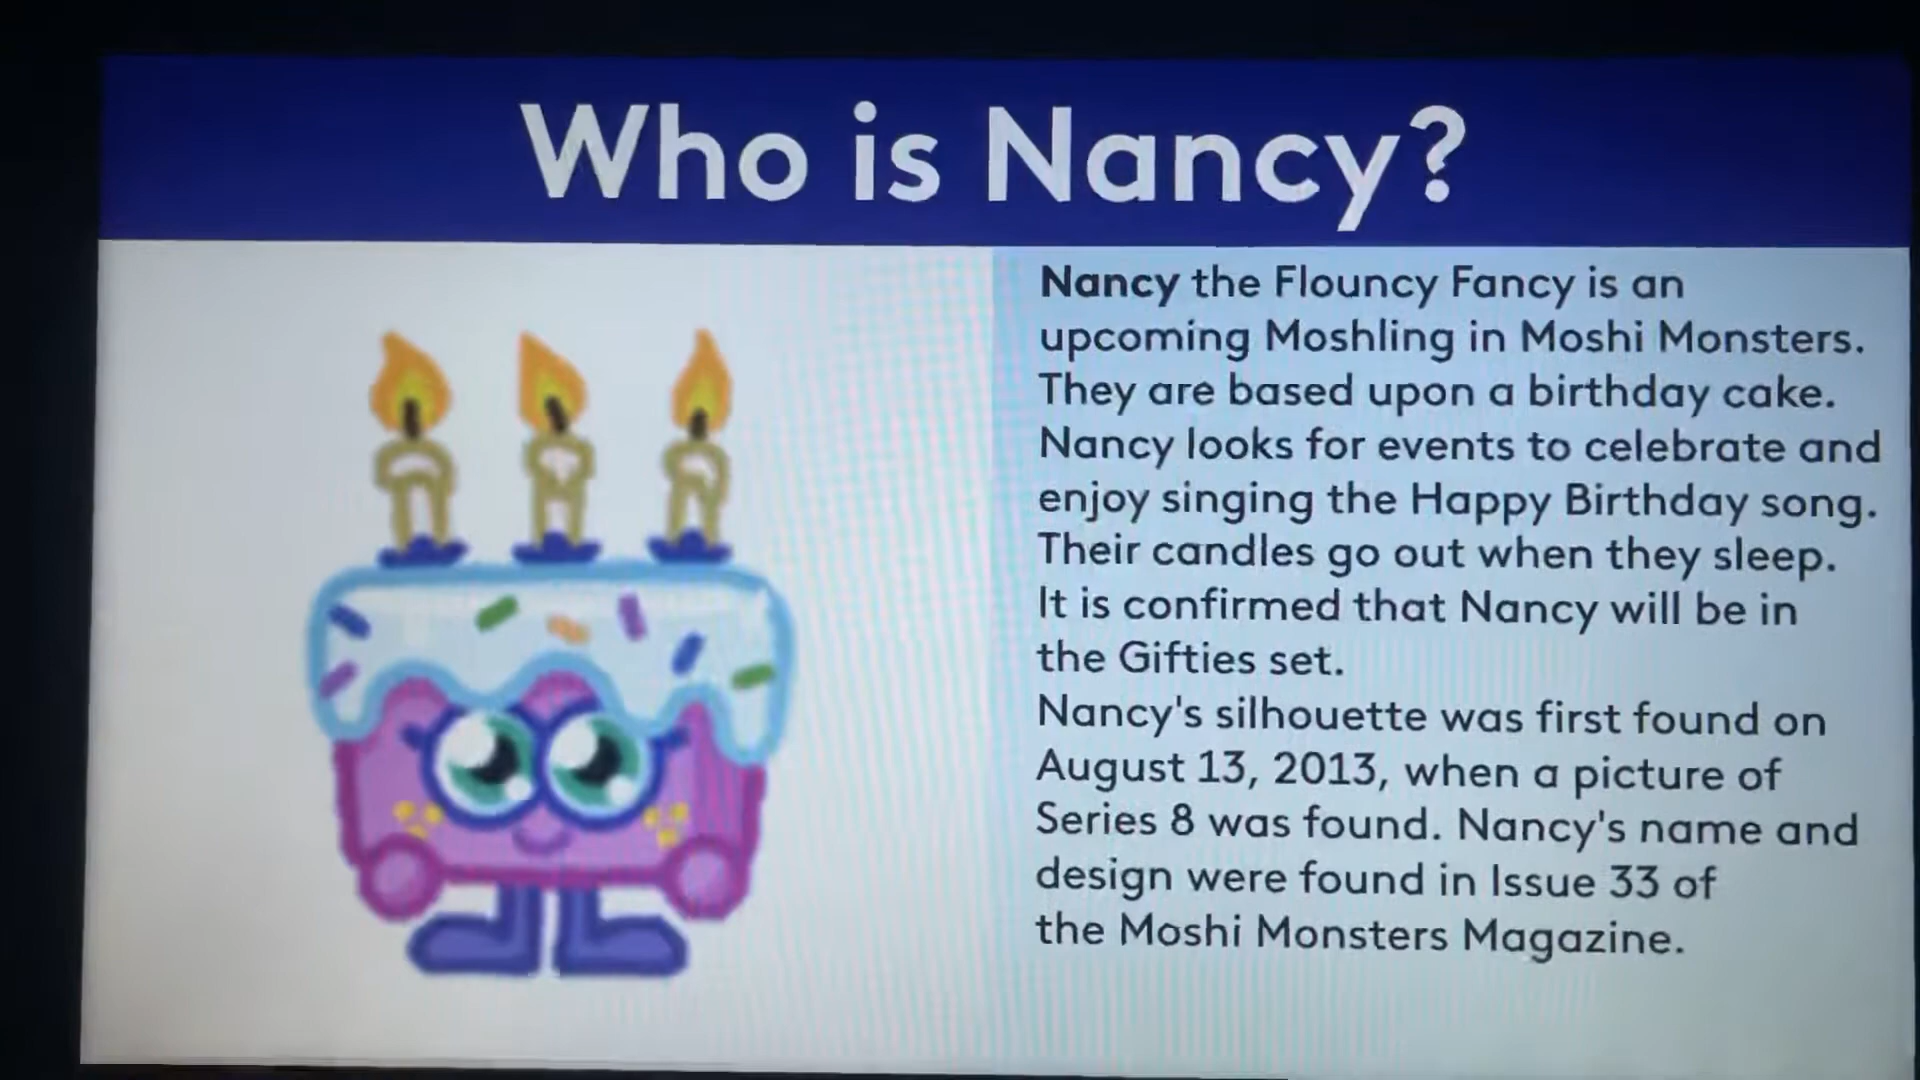 Who is Nancy?
Nancy the Flouncy Fancy is an
upcoming Moshling in Moshi Monsters.
They are based upon a birthday cake.
Nancy looks for events to celebrate and
enjoy singing the Happy Birthday song.
Their candles go out when they sleep.
It is confirmed that Nancy will be in
the Gifties set.
Nancy's silhouette was first found on
August 13, 2013, when a picture of
Series 8 was found. Nancy's name and
design were found in Issue 33 of
the Moshi Monsters Magazine.